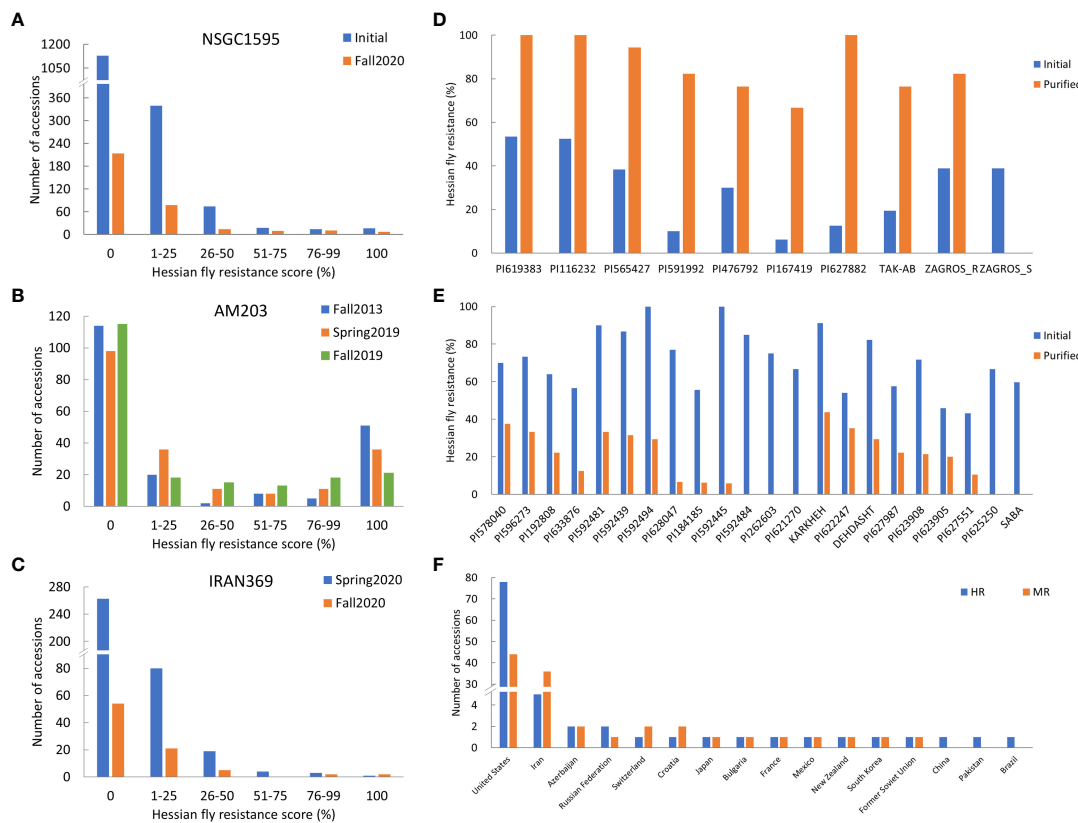 A
NSGC1595
Initial
Fall2020
Number of accessions
1200
1050
360
300
240
180
120
60
0
0 1-25 26-50 51-75 76-99 100
Hessian fly resistance score (%)
B
AM203
Fall2013
Spring2019
Fall2019
Number of accessions
120
100
80
60
40
20
0
0 1-25 26-50 51-75 76-99 100
Hessian fly resistance score (%)
C
IRAN369
Spring2020
Fall2020
Number of accessions
280
240
200
80
60
40
20
0
0 1-25 26-50 51-75 76-99 100
Hessian fly resistance score (%)
D
Initial
Purified
Hessian fly resistance (%)
100
80
60
40
20
0
PI619383 PI116232 PI565427 PI591992 PI476792 PI167419 PI627882 TAK-AB ZAGROS_R ZAGROS_S
E
Initial
Purified
Hessian fly resistance (%)
100
80
60
40
20
0
PI578040 PI596273 PI192808 PI633876 PI592481 PI592439 PI592494 PI628047 PI184185 PI592445 PI592484 PI262603 PI621270 KARKHEH PI622247 DEHDASHT PI627987 PI623908 PI623905 PI627551 PI625250 SABA
F
HR
MR
Number of accessions
80
70
60
50
40
30
4
2
0
United States Iran Azerbaijan Russian Federation Switzerland Croatia Japan Bulgaria France Mexico New Zealand South Korea Former Soviet Union China Pakistan Brazil